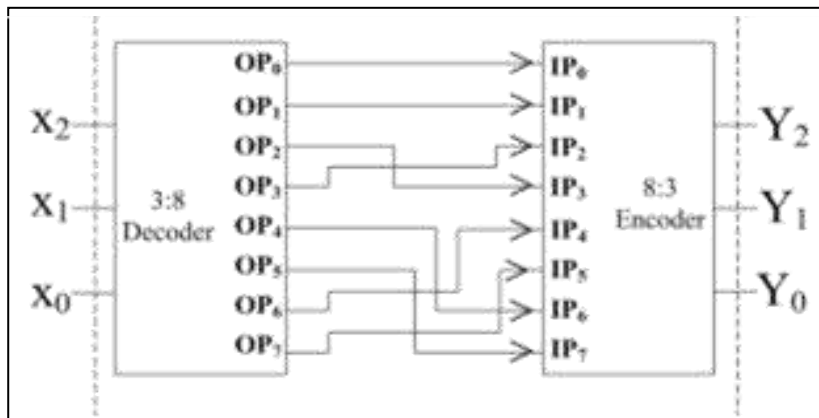 OP₀ IP₀
OP₁ IP₁
X₂ OP₂ IP₂ Y₂
OP₃ IP₃
3:8 8:3
X₁ Y₁
Decoder OP₄ IP₄ Encoder
OP₅ IP₅
X₀ OP₆ IP₆ Y₀
OP₇ IP₇